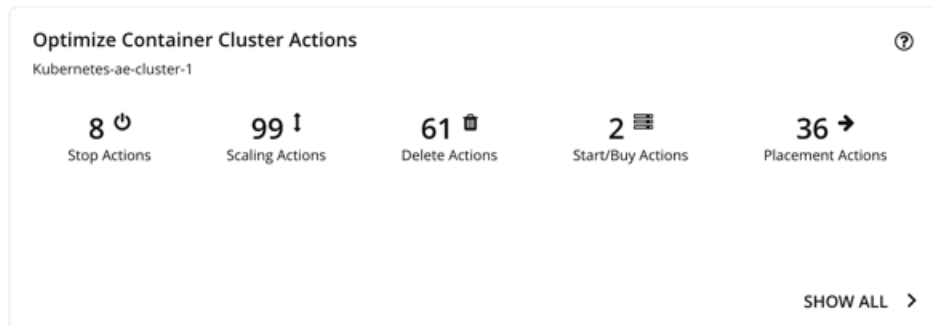 Optimize Container Cluster Actions
Kubernetes-ae-cluster-1
8 99 61 2 36
Stop Actions Scaling Actions Delete Actions Start/Buy Actions Placement Actions
SHOW ALL